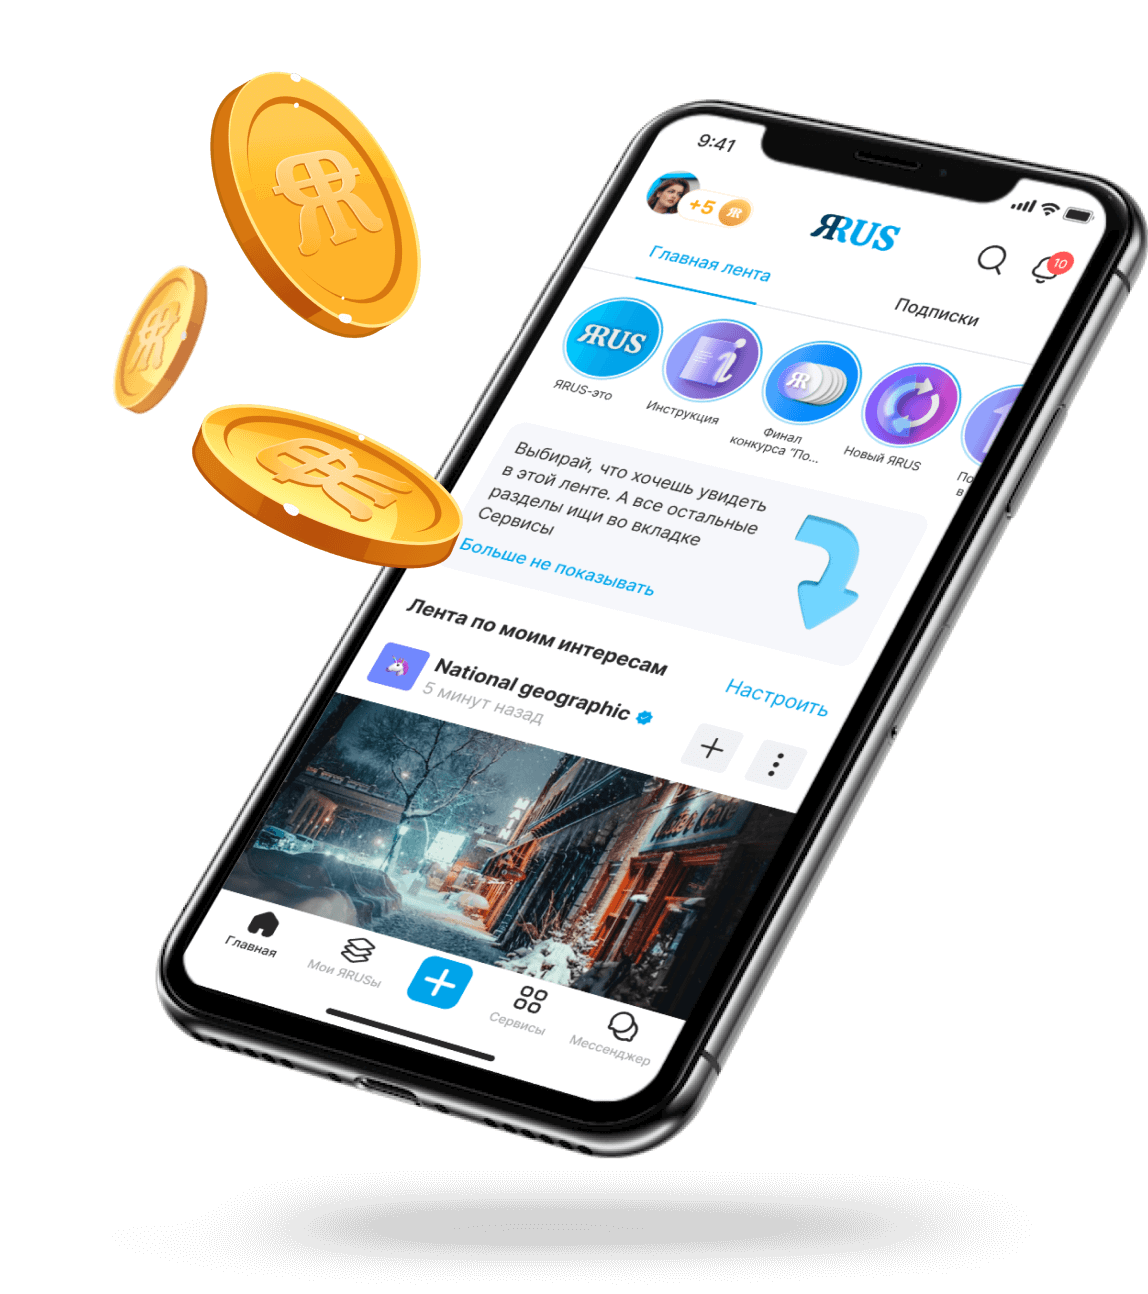 9:41
+5
ЯR
ЯRUS
10
Главная лента
Подписки
ЯRUS
ЯR
ЯRUS-это
Инструкция
Финал
конкурса "По...
Новый ЯRUS
По
в
Выбирай, что хочешь увидеть
в этой ленте. А все остальные
разделы ищи во вкладке
Сервисы
Больше не показывать
Лента по моим интересам
Настроить
National geographic
5 минут назад
Главная
Мои ЯRUSы
Сервисы
Мессенджер